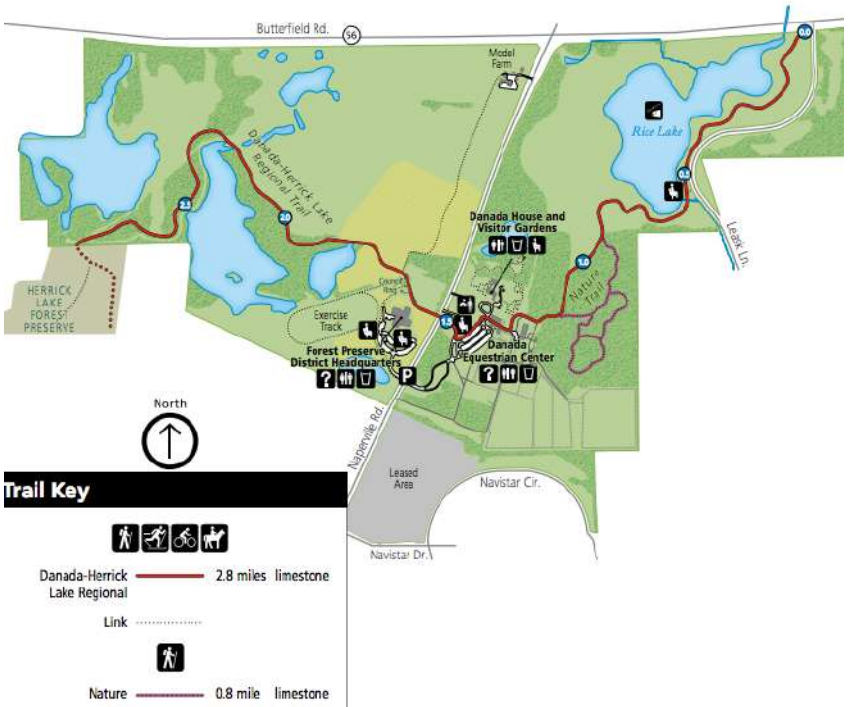 Butterfield Rd.
56
0.0
Model
Farm
Rice Lake
Danada-Herrick Lake
Regional Trail
0.5
2.5
2.0
Danada House and
Visitor Gardens
Leask Ln.
1.0
Nature
Trail
HERRICK
LAKE
FOREST
PRESERVE
Council
Ring
Exercise
Track
1.5
Forest Preserve
District Headquarters
?
P
Danada
Equestrian Center
?
North
Naperville Rd.
Leased
Area
Navistar Cir.
Navistar Dr.
Trail Key
Danada-Herrick 2.8 miles limestone
Lake Regional
Link
Nature 0.8 mile limestone